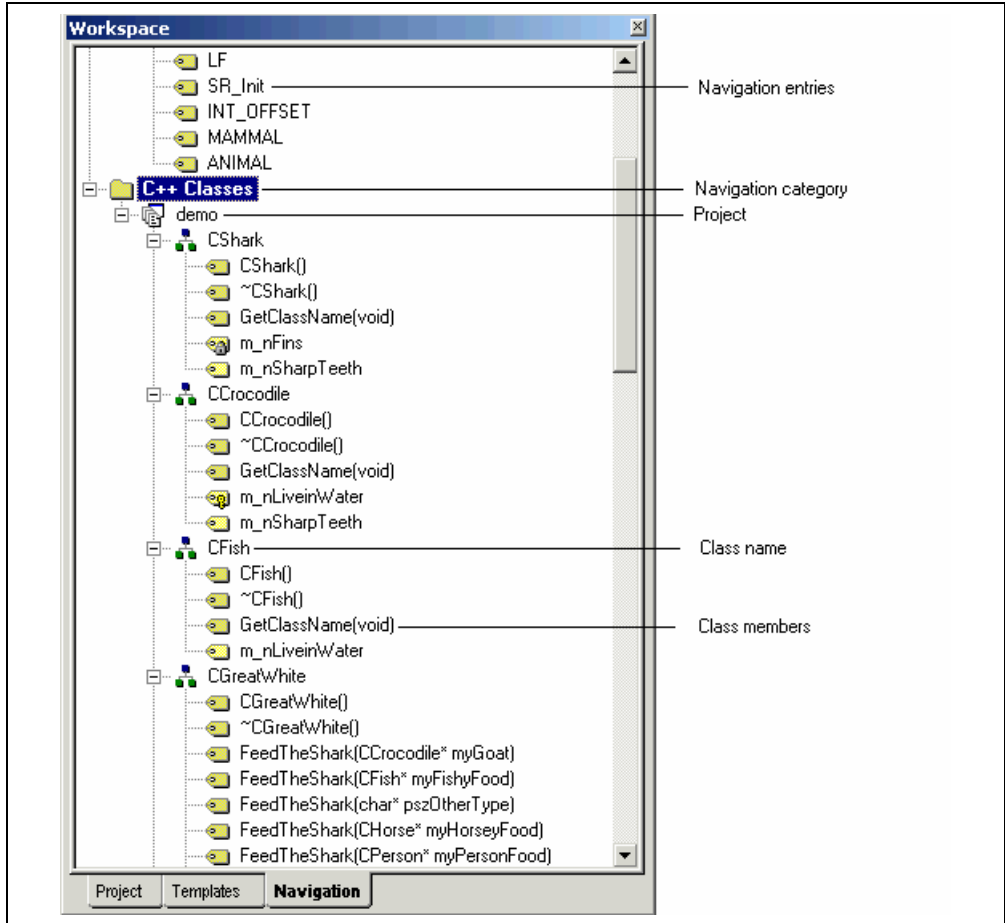 Workspace
LF
SR_Init Navigation entries
INT_OFFSET
MAMMAL
ANIMAL
C++ Classes Navigation category
demo Project
CShark
CShark()
~CShark()
GetClassName(void)
m_nFins
m_nSharpTeeth
CCrocodile
CCrocodile()
~CCrocodile()
GetClassName(void)
m_nLiveinWater
m_nSharpTeeth
CFish Class name
CFish()
~CFish()
GetClassName(void) Class members
m_nLiveinWater
CGreatWhite
CGreatWhite()
~CGreatWhite()
FeedTheShark(CCrocodile* myGoat)
FeedTheShark(CFish* myFishyFood)
FeedTheShark(char* pszOtherType)
FeedTheShark(CHorse* myHorseyFood)
FeedTheShark(CPerson* myPersonFood)
Project Templates Navigation